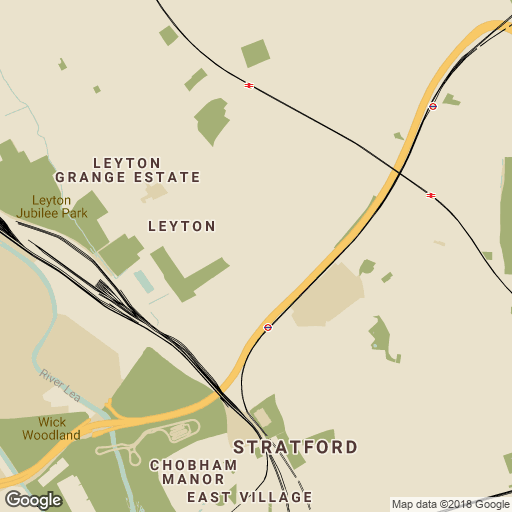 LEYTON
GRANGE ESTATE
Leyton
Jubilee Park
LEYTON
River Lea
Wick
Woodland
STRATFORD
CHOBHAM
MANOR
EAST VILLAGE
Google
Map data ©2018 Google